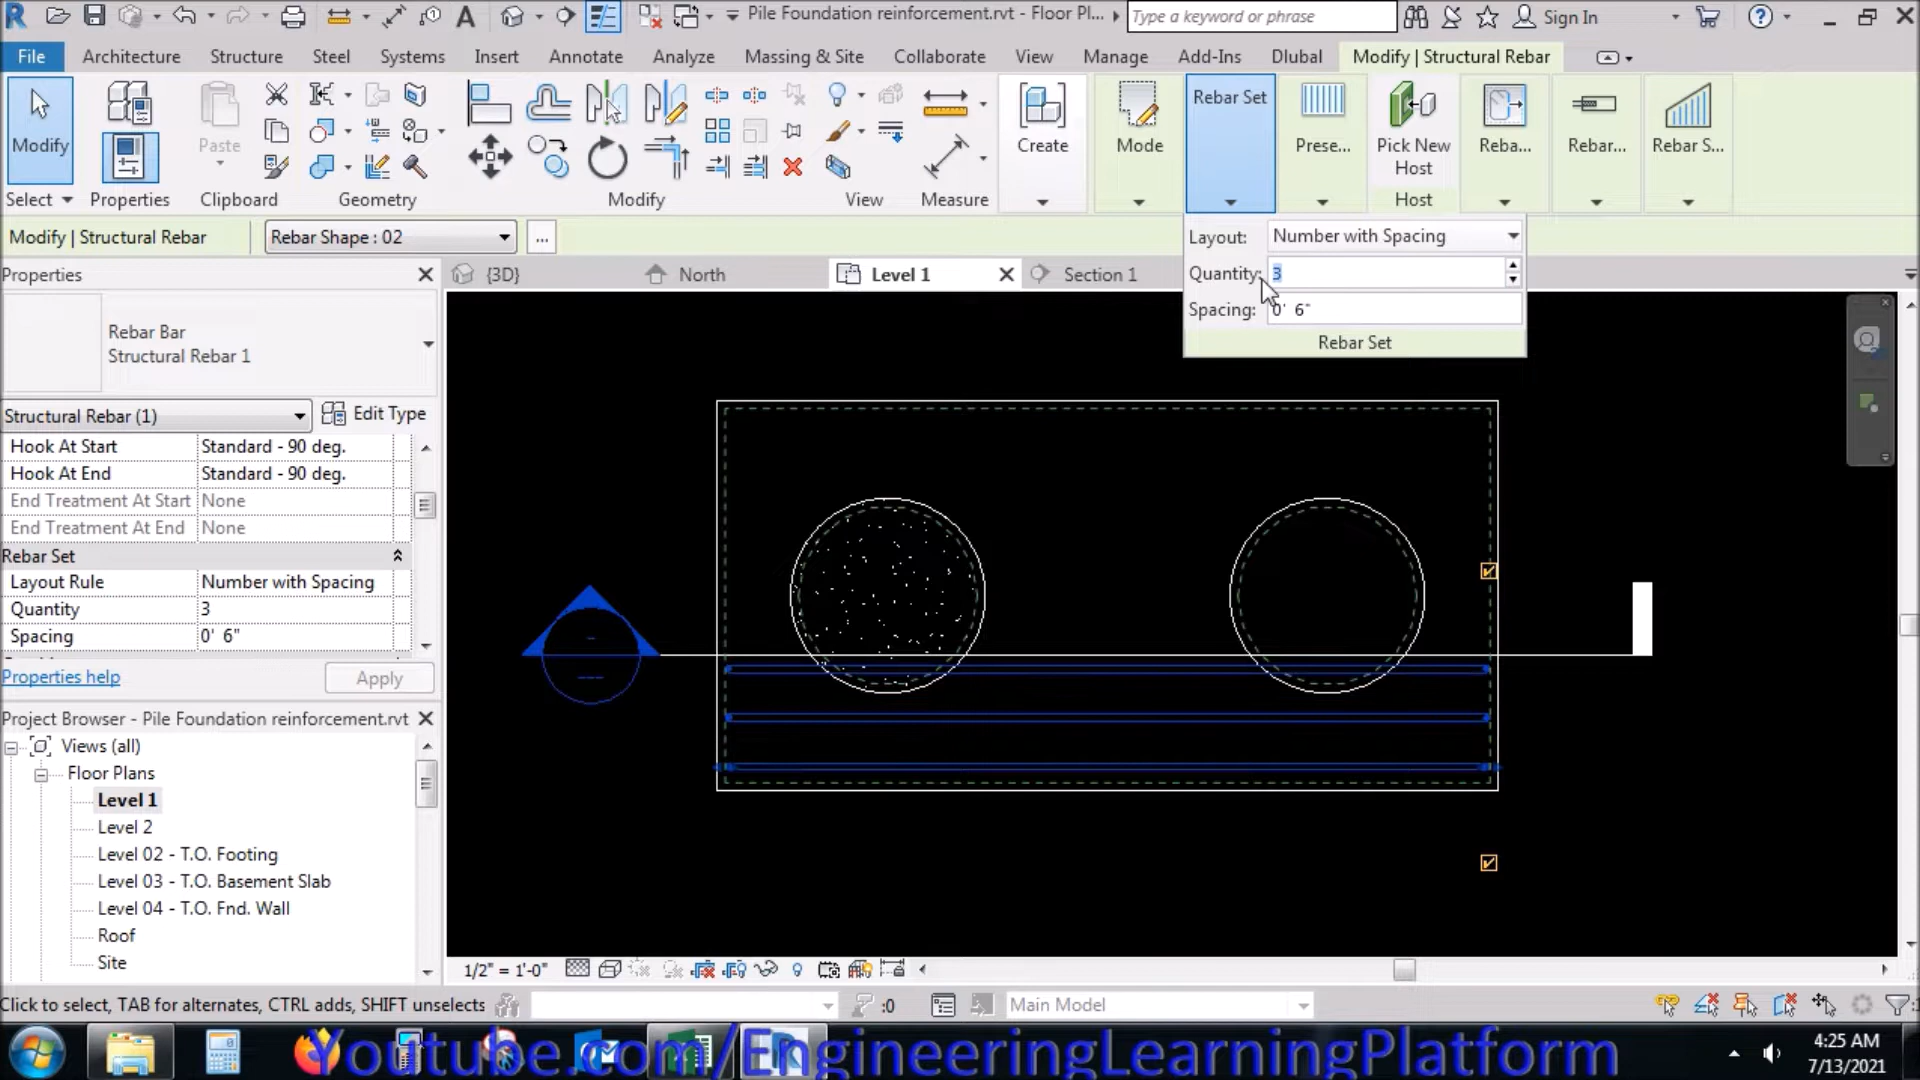 Pile Foundation reinforcement.rvt - Floor Pl...
Type a keyword or phrase
Sign In
File Architecture Structure Steel Systems Insert Annotate Analyze Massing & Site Collaborate View Manage Add-Ins Dlubal Modify | Structural Rebar
Modify
Paste
Create
Mode
Rebar Set
Prese...
Pick New
Host
Reba...
Rebar...
Rebar S...
Select Properties Clipboard Geometry Modify View Measure Host
Modify | Structural Rebar Rebar Shape : 02 ...
Layout: Number with Spacing
Quantity: 3
Spacing: 0' 6"
Rebar Set
Properties
{3D} North Level 1 Section 1
Rebar Bar
Structural Rebar 1
Structural Rebar (1) Edit Type
Hook At Start Standard - 90 deg.
Hook At End Standard - 90 deg.
End Treatment At Start None
End Treatment At End None
Rebar Set
Layout Rule Number with Spacing
Quantity 3
Spacing 0' 6"
Properties help Apply
Project Browser - Pile Foundation reinforcement.rvt
Views (all)
Floor Plans
Level 1
Level 2
Level 02 - T.O. Footing
Level 03 - T.O. Basement Slab
Level 04 - T.O. Fnd. Wall
Roof
Site
1/2" = 1'-0"
Click to select, TAB for alternates, CTRL adds, SHIFT unselects
:0
Main Model
Youtube.com/EngineeringLearningPlatform
4:25 AM
7/13/2021